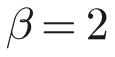 β = 2